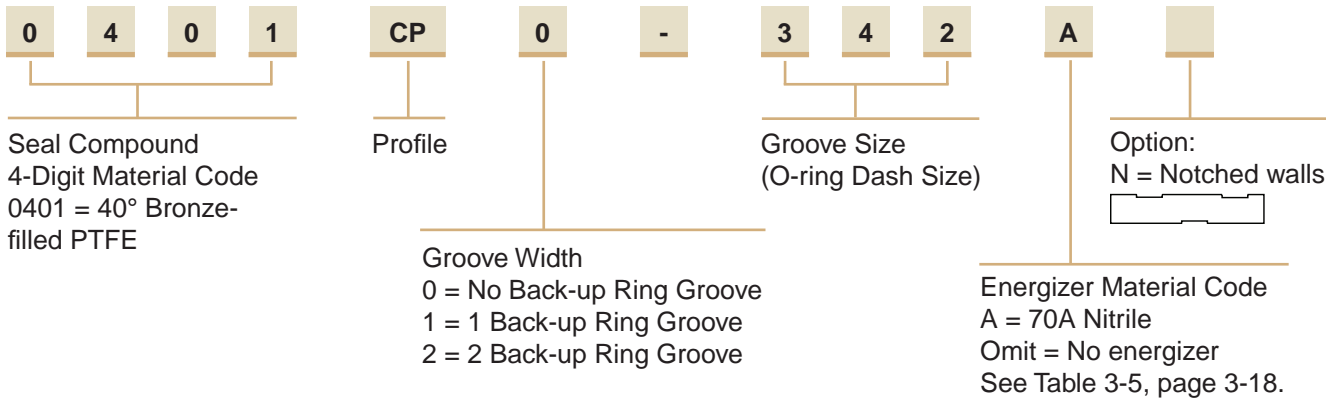 0 4 0 1 CP 0 - 3 4 2 A
Seal Compound
4-Digit Material Code
0401 = 40° Bronze-
filled PTFE
Profile
Groove Width
0 = No Back-up Ring Groove
1 = 1 Back-up Ring Groove
2 = 2 Back-up Ring Groove
Groove Size
(O-ring Dash Size)
Energizer Material Code
A = 70A Nitrile
Omit = No energizer
See Table 3-5, page 3-18.
Option:
N = Notched walls